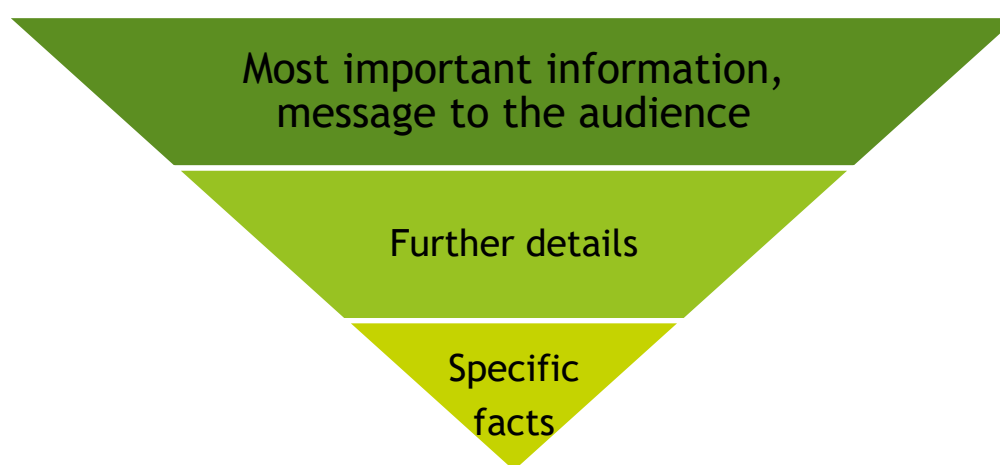 Most important information,
message to the audience
Further details
Specific
facts